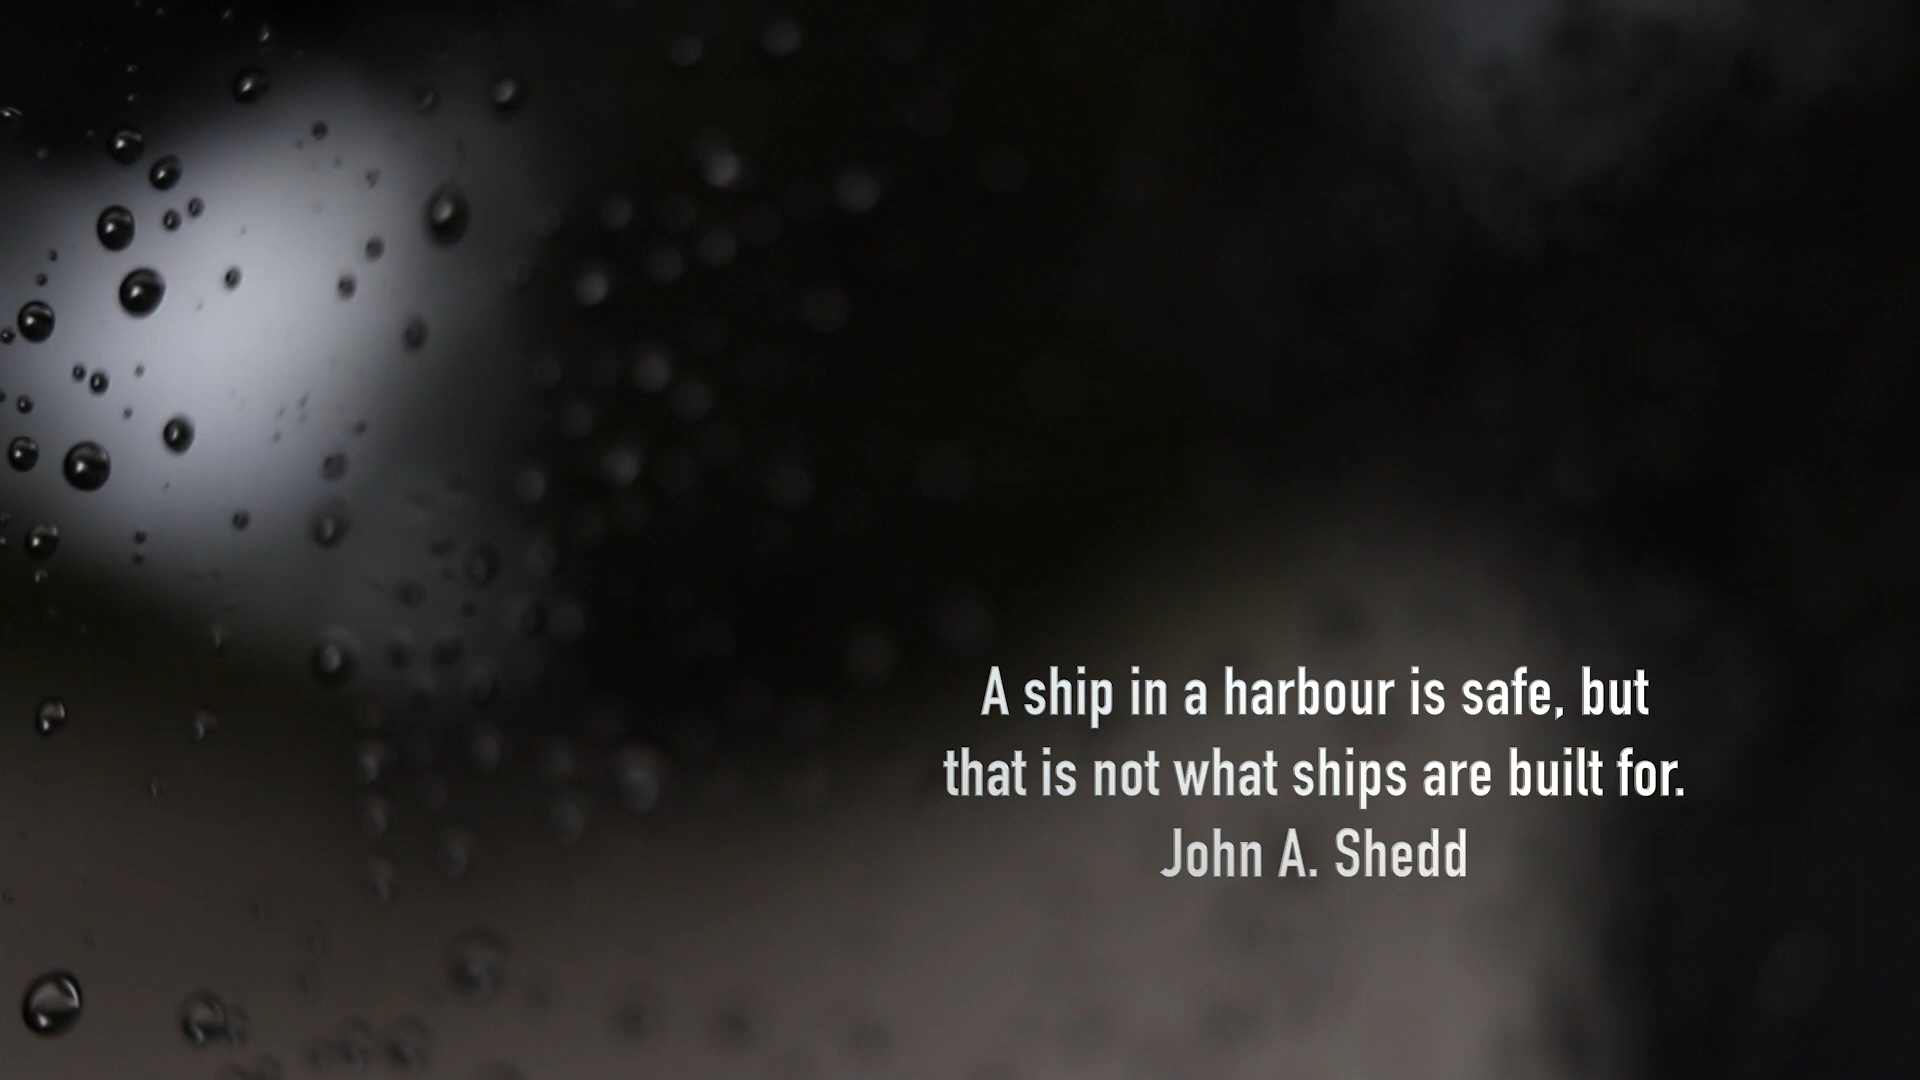 A ship in a harbour is safe, but
that is not what ships are built for.
John A. Shedd